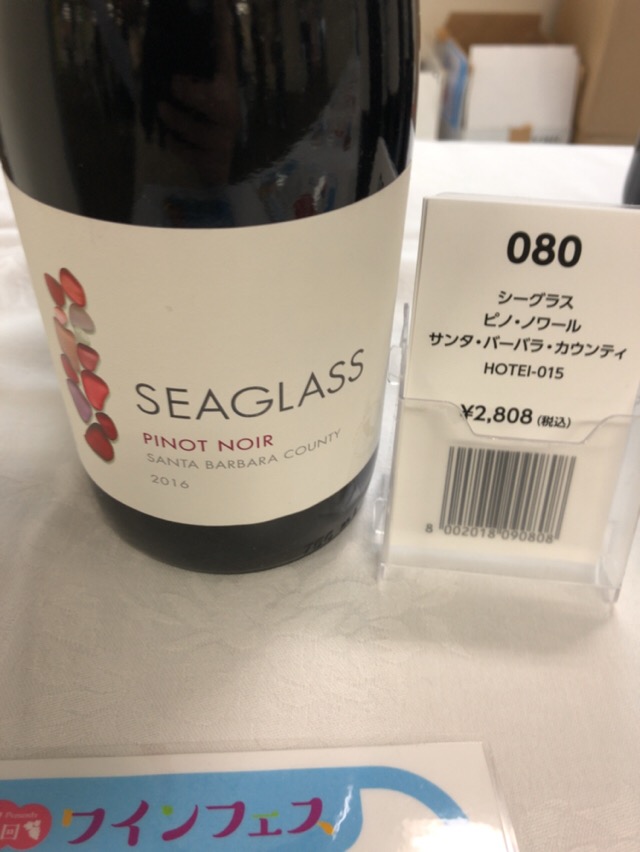 SEAGLASS
PINOT NOIR
SANTA BARBARA COUNTY
2016
080
シーグラス
ピノ・ノワール
サンタ・バーバラ・カウンティ
HOTEI-015
¥2,808(税込)
8 002018 090808
回
ワインフェス